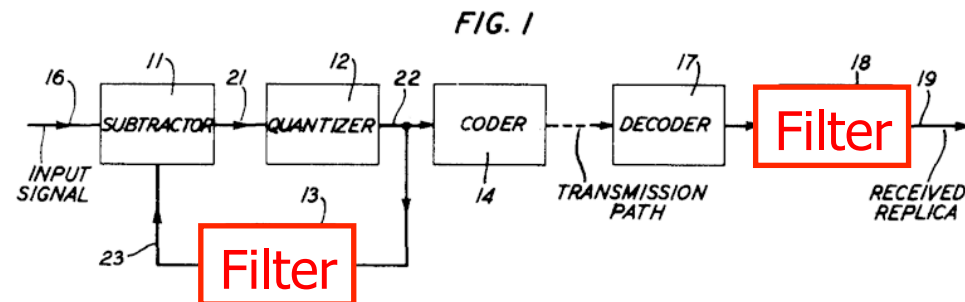 FIG. 1
16
11
21
12
22
17
18
19
SUBTRACTOR
QUANTIZER
CODER
DECODER
Filter
INPUT
SIGNAL
14
TRANSMISSION
PATH
RECEIVED
REPLICA
13
23
Filter